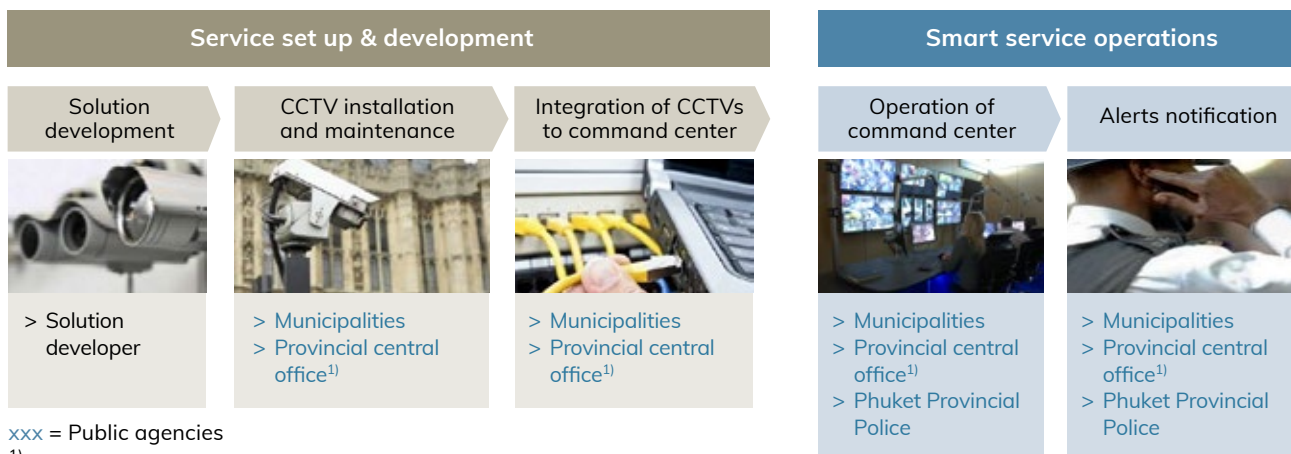 Service set up & development
Smart service operations
Solution
development
CCTV installation
and maintenance
Integration of CCTVs
to command center
Operation of
command center
Alerts notification
> Solution
developer
> Municipalities
> Provincial central
office1)
> Municipalities
> Provincial central
office1)
> Municipalities
> Provincial central
office1)
> Phuket Provincial
Police
> Municipalities
> Provincial central
office1)
> Phuket Provincial
Police
xxx = Public agencies
1)